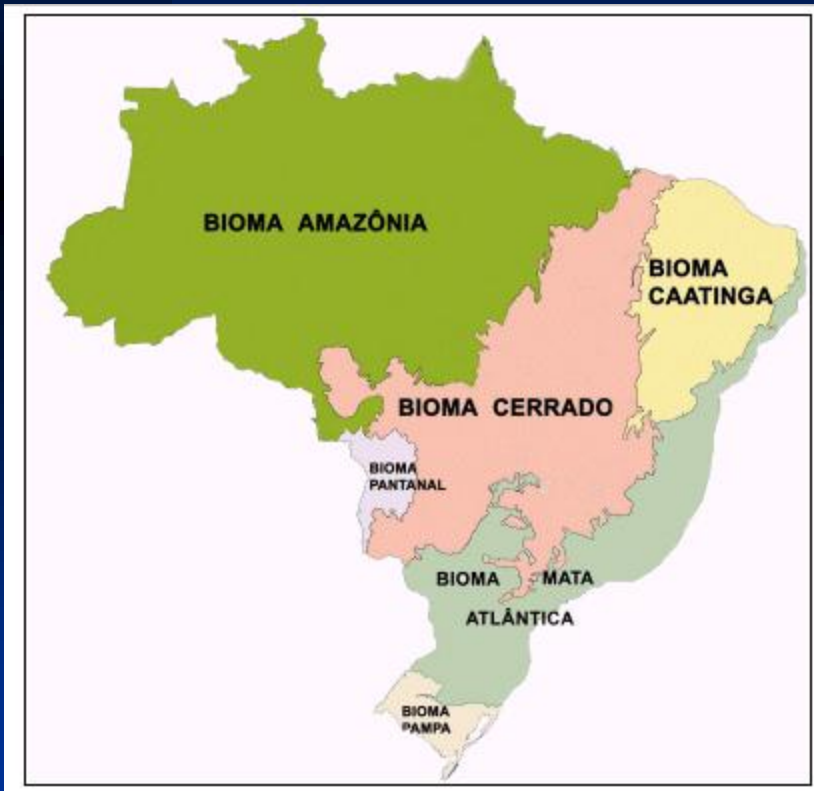 BIOMA AMAZÔNIA
BIOMA
CAATINGA
BIOMA CERRADO
BIOMA
PANTANAL
BIOMA MATA
ATLÂNTICA
BIOMA
PAMPA